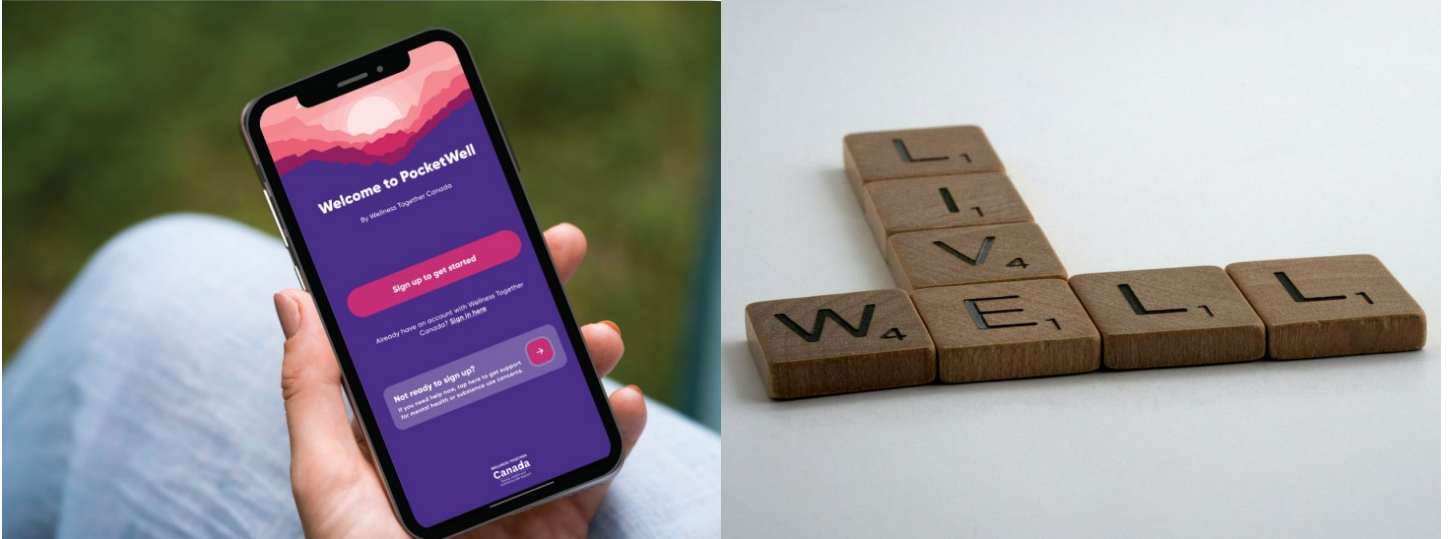 Welcome to PocketWell
By Wellness Together Canada
Sign up to get started
Already have an account with Wellness Together
Canada? Sign in here
Not ready to sign up?
If you need help now, tap here to get support
for mental health or substance use concerns.
WELLNESS TOGETHER
Canada
L1
I1
V4
W4 E1 L1 L1